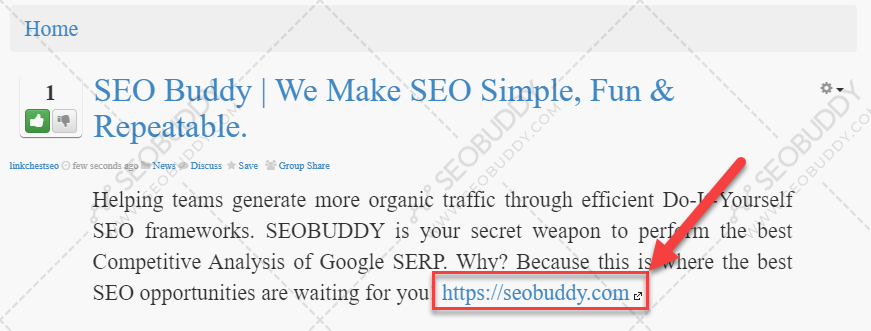 Home
1
SEO Buddy | We Make SEO Simple, Fun &
Repeatable.
linkchestseo few seconds ago News Discuss Save Group Share
Helping teams generate more organic traffic through efficient Do-It-Yourself
SEO frameworks. SEOBUDDY is your secret weapon to perform the best
Competitive Analysis of Google SERP. Why? Because this is where the best
SEO opportunities are waiting for you https://seobuddy.com
SEOBUDDY
WWW.SEOBUDDY.COM